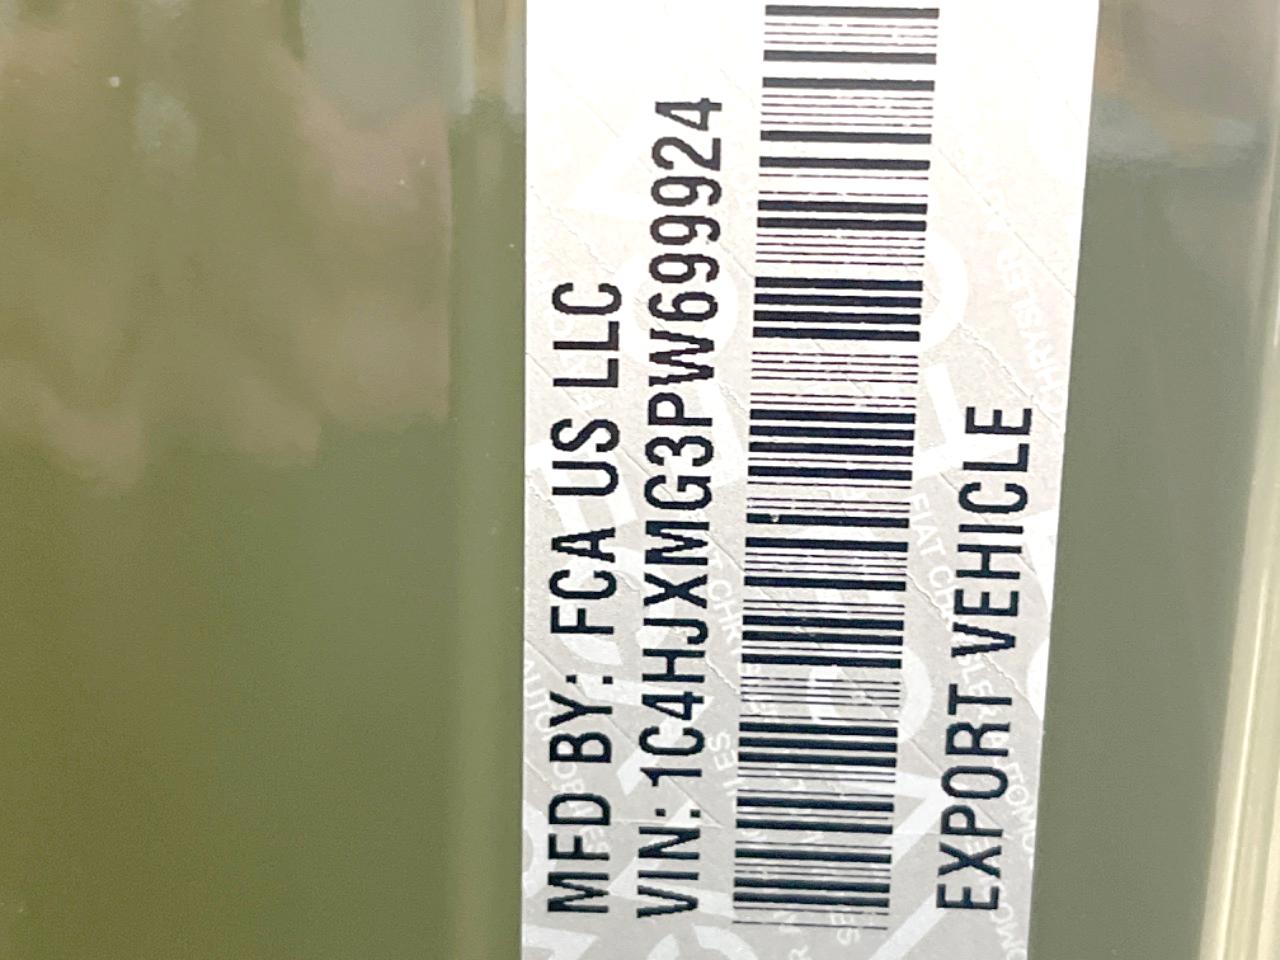 MFD BY: FCA US LLC
VIN: 1C4HJXMG3PW699924
EXPORT VEHICLE